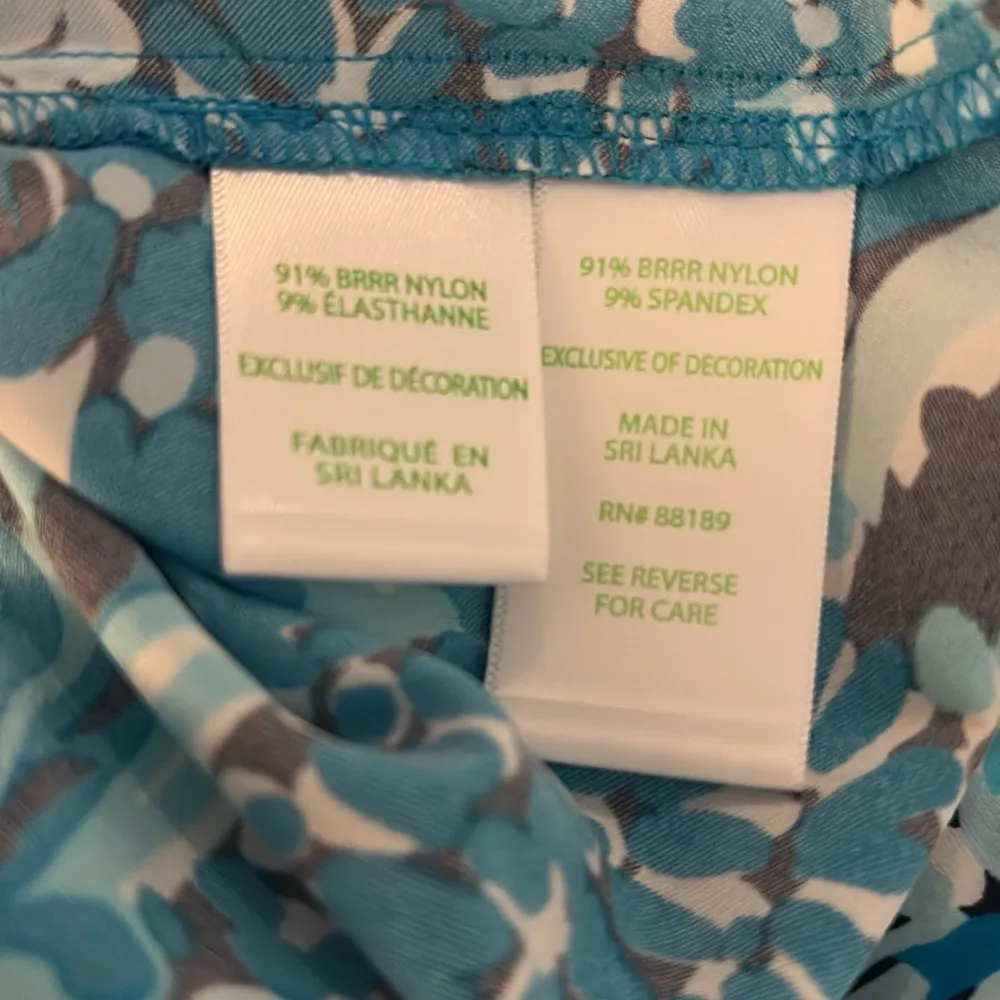 91% BRRR NYLON
9% ÉLASTHANNE
EXCLUSIF DE DÉCORATION
FABRIQUÉ EN
SRI LANKA
91% BRRR NYLON
9% SPANDEX
EXCLUSIVE OF DECORATION
MADE IN
SRI LANKA
RN# 88189
SEE REVERSE
FOR CARE